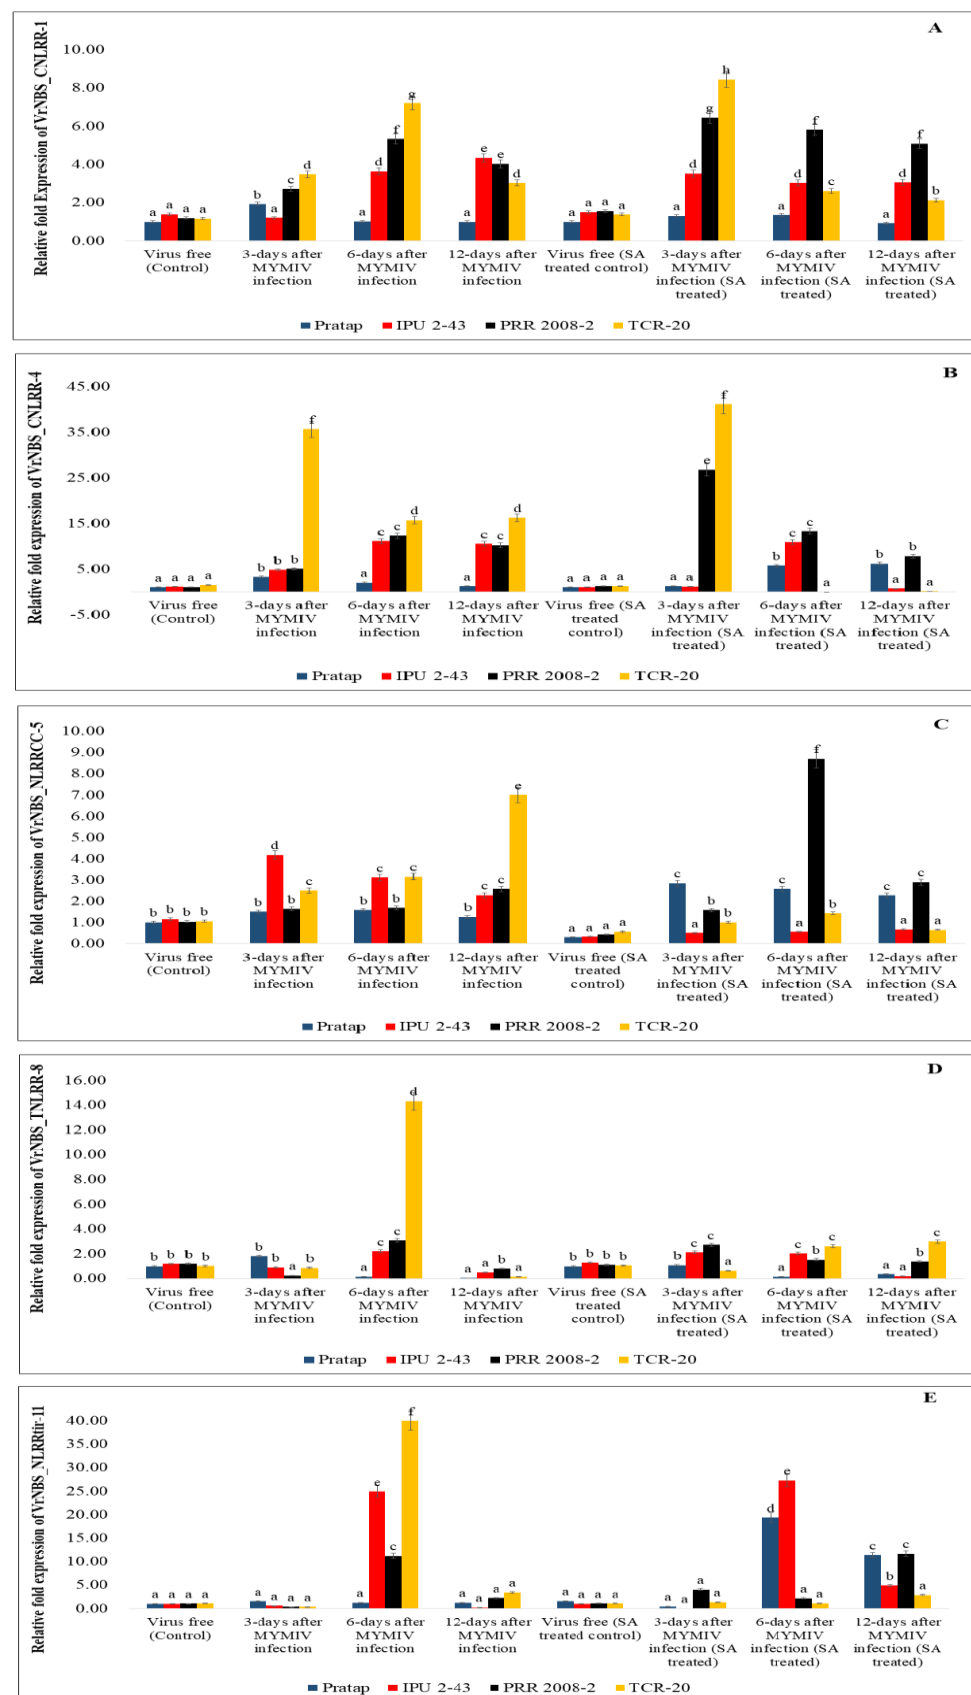 A
Relative fold Expression of VrNBS_CNLRR-1
10.00
8.00
6.00
4.00
2.00
0.00
a a a a
b a c d
a d f g
a e e d
a a a a
a d g h
a d f c
a d f b
Virus free (Control)
3-days after MYMIV infection
6-days after MYMIV infection
12-days after MYMIV infection
Virus free (SA treated control)
3-days after MYMIV infection (SA treated)
6-days after MYMIV infection (SA treated)
12-days after MYMIV infection (SA treated)
Pratap IPU 2-43 PRR 2008-2 TCR-20
B
Relative fold expression of VrNBS_CNLRR-4
45.00
35.00
25.00
15.00
5.00
-5.00
a a a a
b b b f
a c c d
a c c d
a a a a
a a e f
b c c a
b a b a
Virus free (Control)
3-days after MYMIV infection
6-days after MYMIV infection
12-days after MYMIV infection
Virus free (SA treated control)
3-days after MYMIV infection (SA treated)
6-days after MYMIV infection (SA treated)
12-days after MYMIV infection (SA treated)
Pratap IPU 2-43 PRR 2008-2 TCR-20
C
Relative fold expression of VrNBS_NLRRCC-5
10.00
9.00
8.00
7.00
6.00
5.00
4.00
3.00
2.00
1.00
0.00
b b b b
b d b c
b c b c
b c c e
a a a a
c a b b
c a f b
c a c a
Virus free (Control)
3-days after MYMIV infection
6-days after MYMIV infection
12-days after MYMIV infection
Virus free (SA treated control)
3-days after MYMIV infection (SA treated)
6-days after MYMIV infection (SA treated)
12-days after MYMIV infection (SA treated)
Pratap IPU 2-43 PRR 2008-2 TCR-20
D
Relative fold expression of VrNBS_TNLRR-8
16.00
14.00
12.00
10.00
8.00
6.00
4.00
2.00
0.00
b b b b
b b a b
a c c d
a a b a
b b b b
b c c a
a c b c
a a b c
Virus free (Control)
3-days after MYMIV infection
6-days after MYMIV infection
12-days after MYMIV infection
Virus free (SA treated control)
3-days after MYMIV infection (SA treated)
6-days after MYMIV infection (SA treated)
12-days after MYMIV infection (SA treated)
Pratap IPU 2-43 PRR 2008-2 TCR-20
E
Relative fold expression of VrNBS_NLRRtir-11
40.00
35.00
30.00
25.00
20.00
15.00
10.00
5.00
0.00
a a a a
a a a a
a e c f
a a a a
a a a a
a a a a
d e a a
c b c a
Virus free (Control)
3-days after MYMIV infection
6-days after MYMIV infection
12-days after MYMIV infection
Virus free (SA treated control)
3-days after MYMIV infection (SA treated)
6-days after MYMIV infection (SA treated)
12-days after MYMIV infection (SA treated)
Pratap IPU 2-43 PRR 2008-2 TCR-20